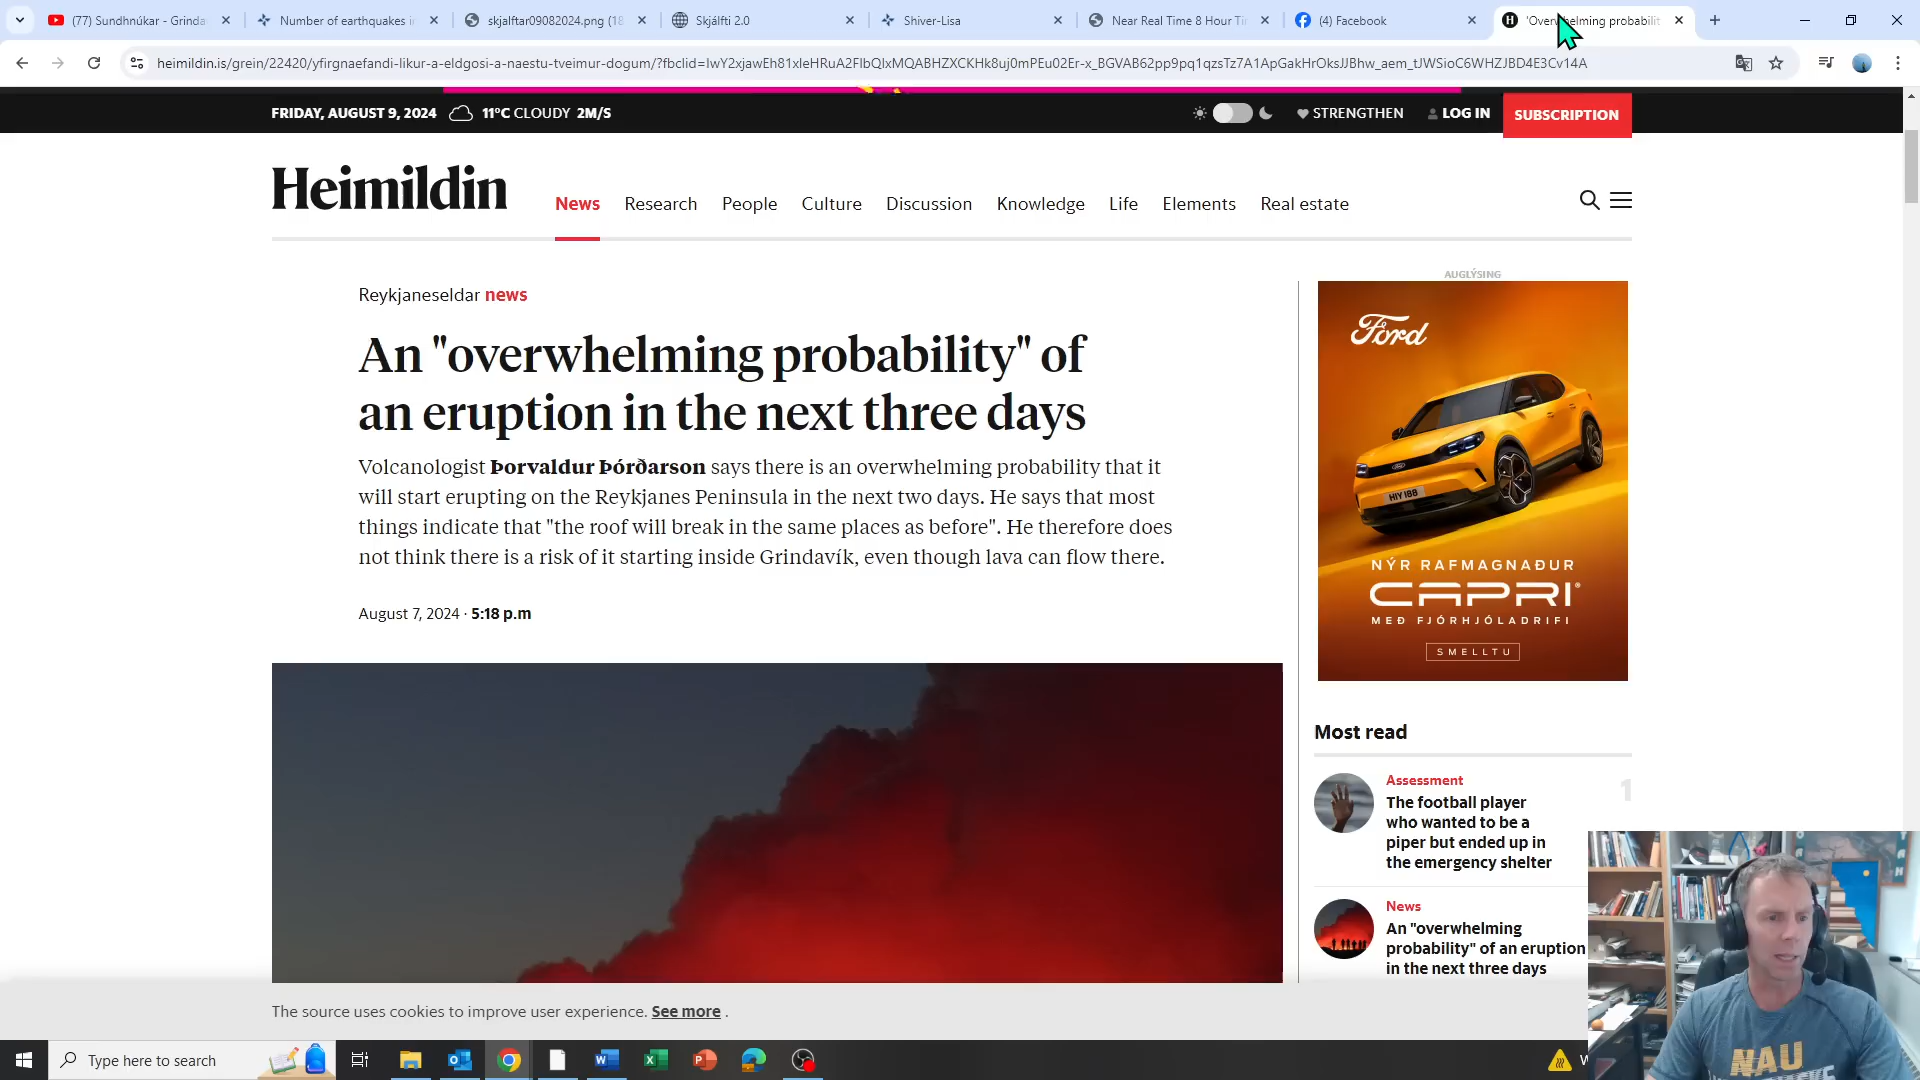 (77) Sundhnúkar - Grinda
Number of earthquakes i
skjalftar09082024.png (18
Skjálfti 2.0
Shiver-Lisa
Near Real Time 8 Hour Ti
(4) Facebook
heimildin.is/grein/22420/yfirgnaefandi-likur-a-eldgosi-a-naestu-tveimur-dogum/?fbclid=IwY2xjawEh81xleHRuA2FlbQIxMQABHZXCKHk8uj0mPEu02Er-x_BGVAB62pp9pq1qzsTz7A1ApGakHrOksJJBhw_aem_tJWSioC6WHZJBD4E3Cv14A
FRIDAY, AUGUST 9, 2024 11°C CLOUDY 2M/S
STRENGTHEN
LOG IN
SUBSCRIPTION
Heimildin
News Research People Culture Discussion Knowledge Life Elements Real estate
Reykjaneseldar news
An "overwhelming probability" of
an eruption in the next three days
Volcanologist Þorvaldur Þórðarson says there is an overwhelming probability that it
will start erupting on the Reykjanes Peninsula in the next two days. He says that most
things indicate that "the roof will break in the same places as before". He therefore does
not think there is a risk of it starting inside Grindavík, even though lava can flow there.
August 7, 2024 · 5:18 p.m
AUGLÝSING
Ford
HIY 188
NÝR RAFMAGNAÐUR
CAPRI
MEÐ FJÓRHJÓLADRIFI
SMELLTU
Most read
Assessment
The football player
who wanted to be a
piper but ended up in
the emergency shelter
1
News
An "overwhelming
probability" of an eruption
in the next three days
The source uses cookies to improve user experience. See more .
Type here to search
NAU